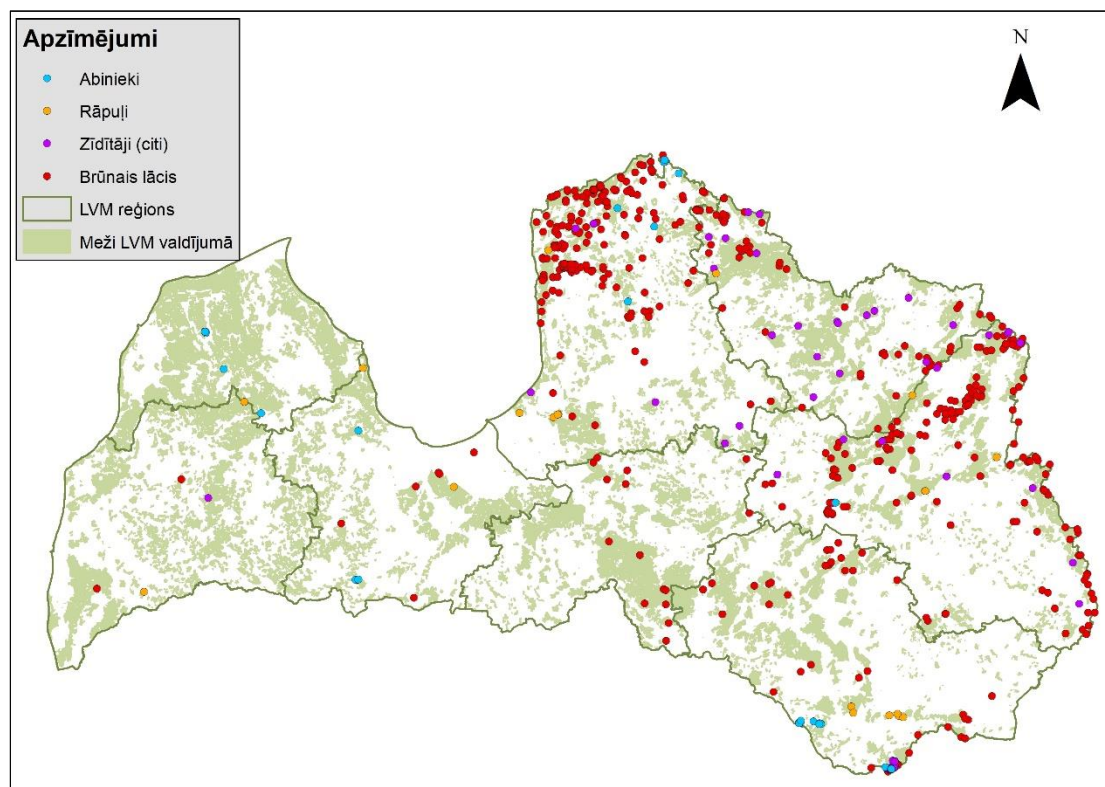 Apzīmējumi
Abinieki
Rāpuļi
Zīdītāji (citi)
Brūnais lācis
LVM reģions
Meži LVM valdījumā
N